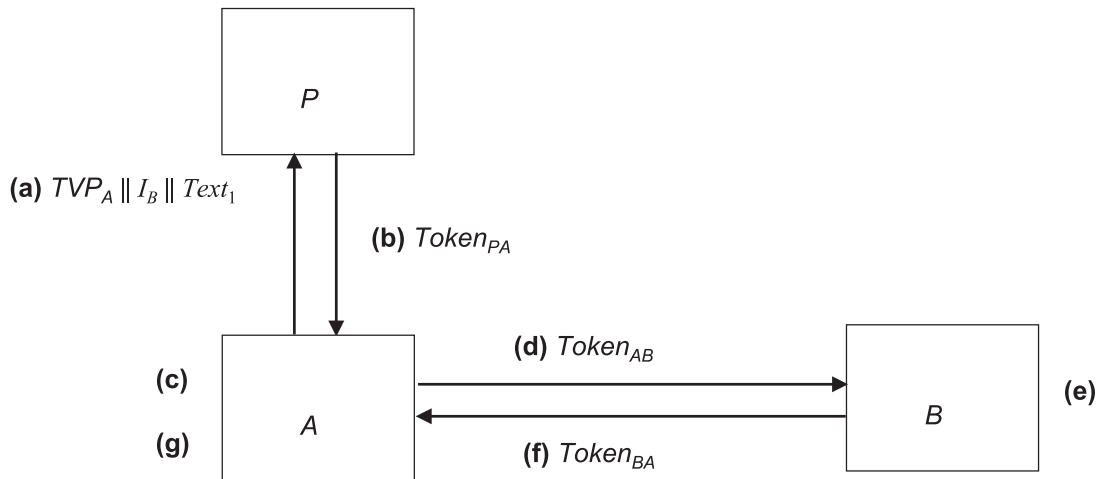 P
(a) TVP_A || I_B || Text_1
(b) Token_PA
(d) Token_AB
(c)
(e)
A
B
(g)
(f) Token_BA